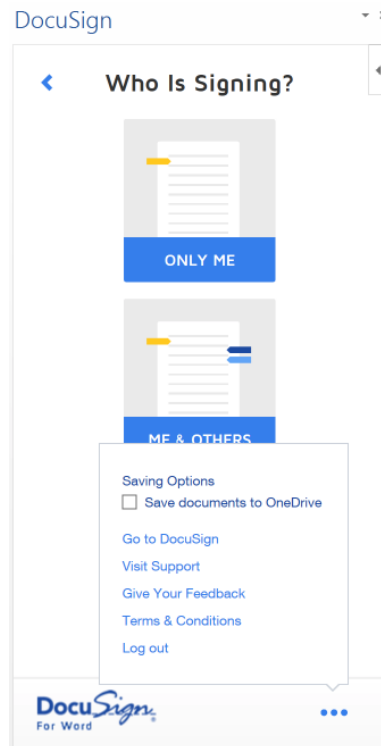 DocuSign
Who Is Signing?
ONLY ME
ME & OTHERS
Saving Options
Save documents to OneDrive
Go to DocuSign
Visit Support
Give Your Feedback
Terms & Conditions
Log out
DocuSign
For Word